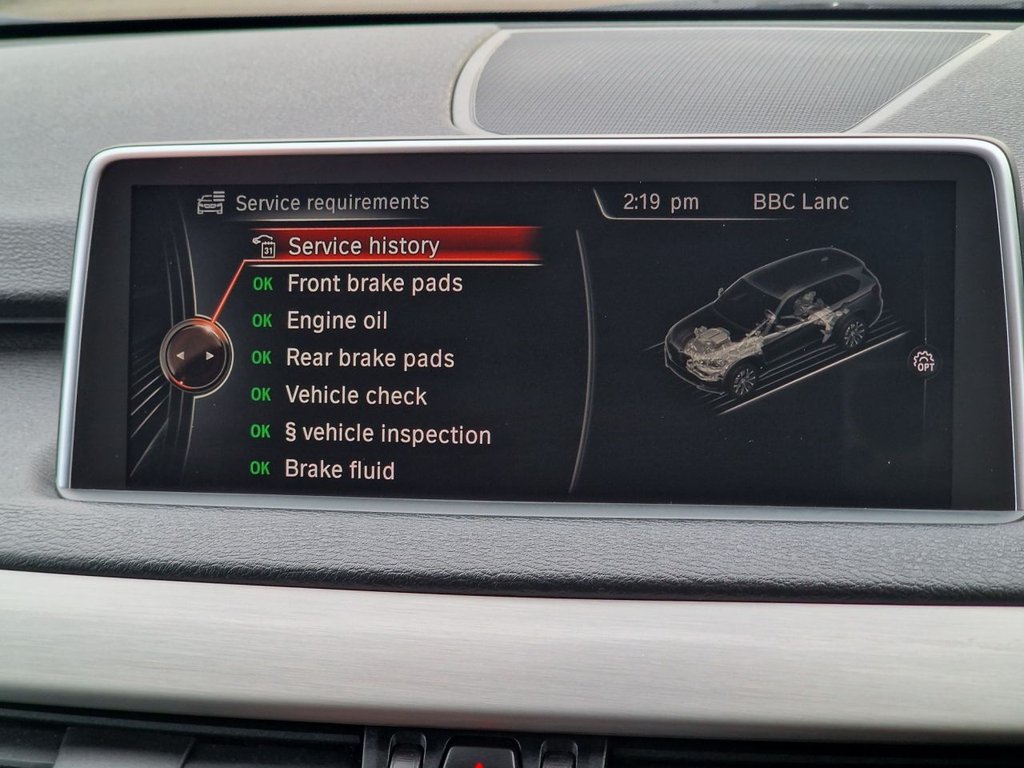 Service requirements
2:19 pm BBC Lanc
31 Service history
OK Front brake pads
OK Engine oil
OK Rear brake pads
OK Vehicle check
OK § vehicle inspection
OK Brake fluid
OPT